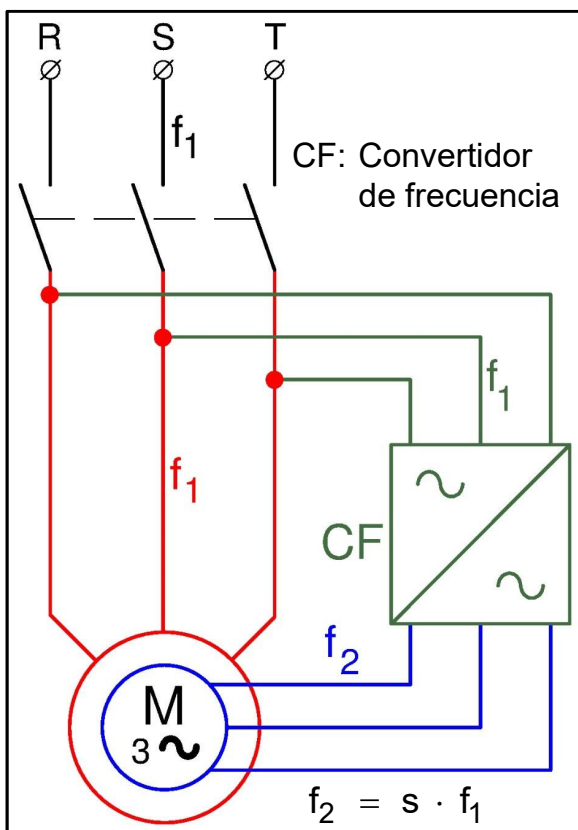 R S T
f₁
CF: Convertidor
de frecuencia
f₁
f₁
CF
f₂
M
3 ~
f₂ = s · f₁